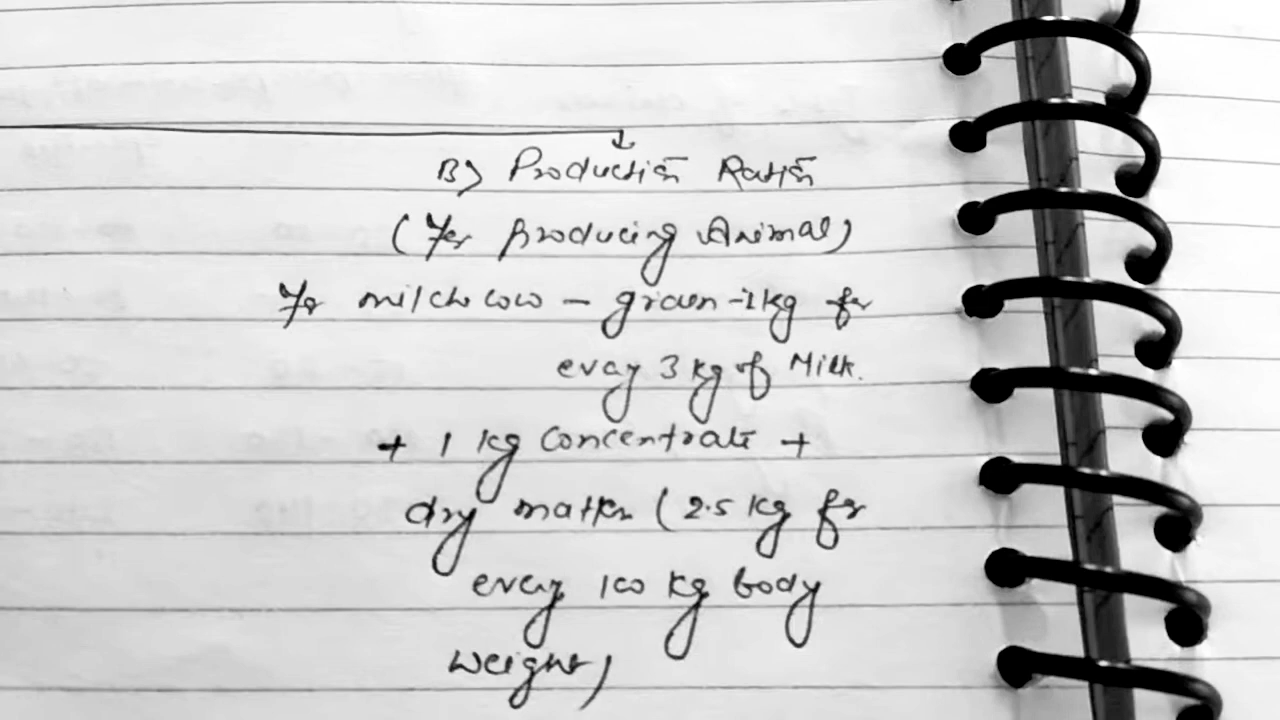 B) Production Ration
(For producing Animal)
For milch cow - grain-1kg for
every 3 kg of Milk.
+ 1 kg Concentrate +
dry matter (2.5 kg for
every 100 kg body
weight)